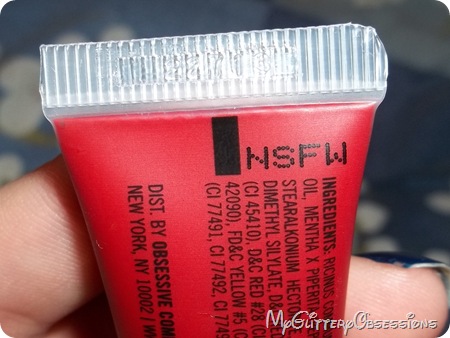 NSFW
INGREDIENTS: RICINUS
OIL, MENTHA X
STEARALKONIUM HECTO
DIMETHYL SILYLATE, D&
(CI 45410), D&C RED #28 (C
42090), FD&C YELLOW #5 (C
(CI 77491, CI 77492, CI
DIST. BY OBSESSIVE COM
NEW YORK, NY 10002 |
MyGlitteryObsessions